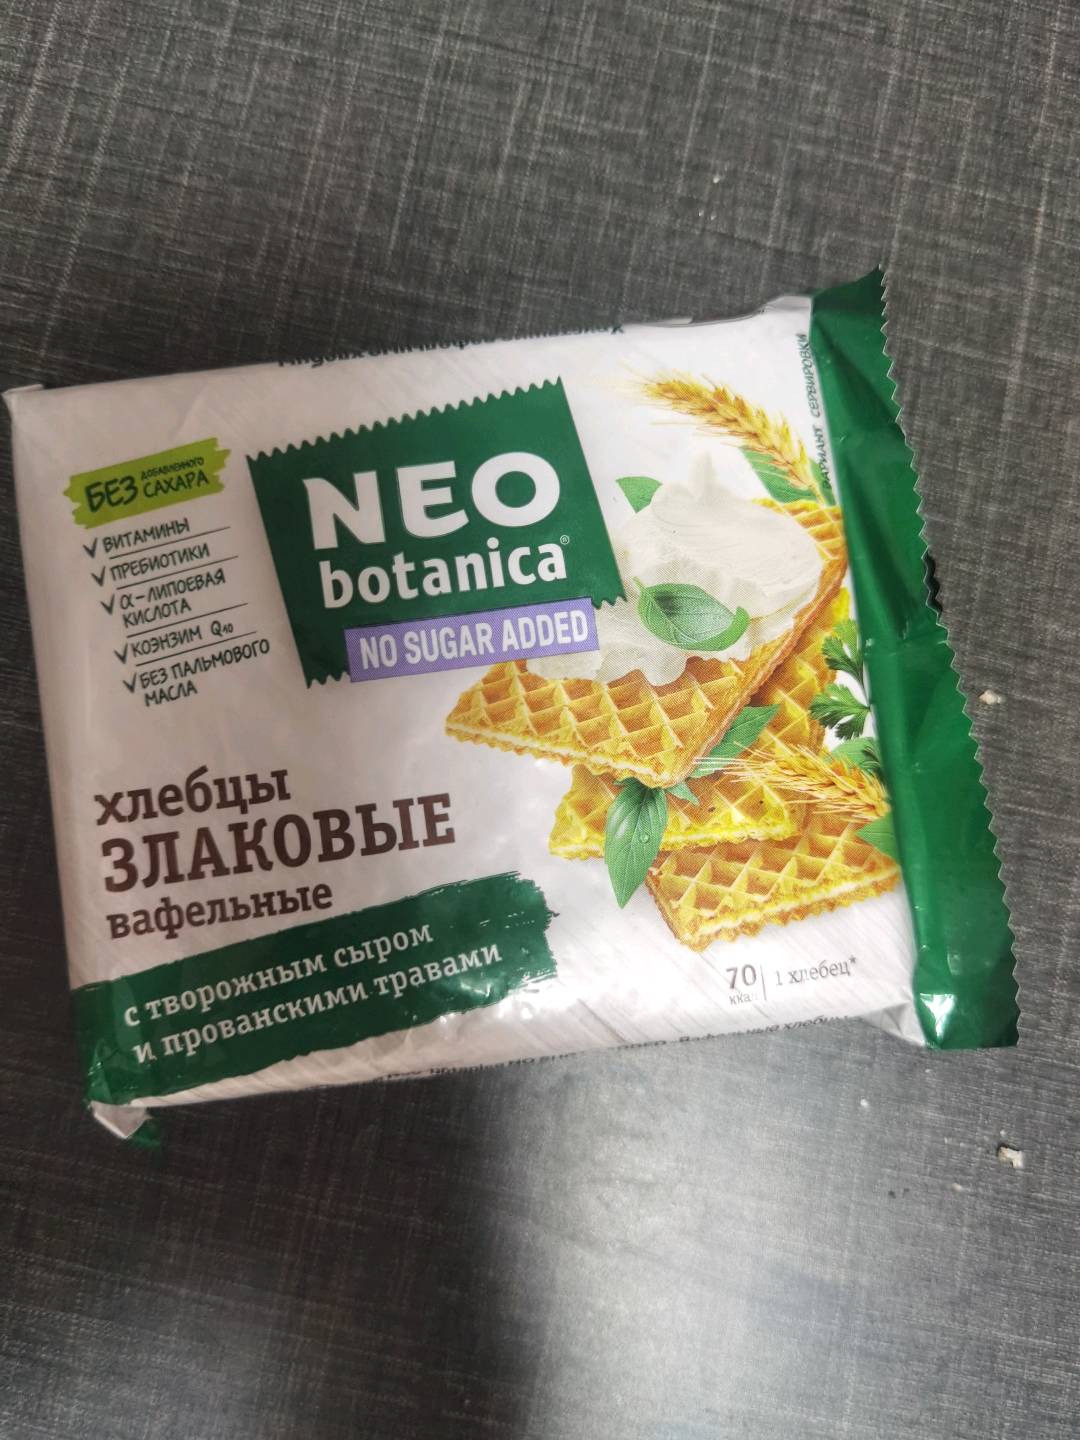 БЕЗ ДОБАВЛЕННОГО
САХАРА
ВИТАМИНЫ
ПРЕБИОТИКИ
α-ЛИПОЕВАЯ
КИСЛОТА
КОЭНЗИМ Q10
БЕЗ ПАЛЬМОВОГО
МАСЛА
NEO
botanica®
NO SUGAR ADDED
ВАРИАНТ СЕРВИРОВКИ
хлебцы
ЗЛАКОВЫЕ
вафельные
с творожным сыром
и прованскими травами
70
ккал
1 хлебец*